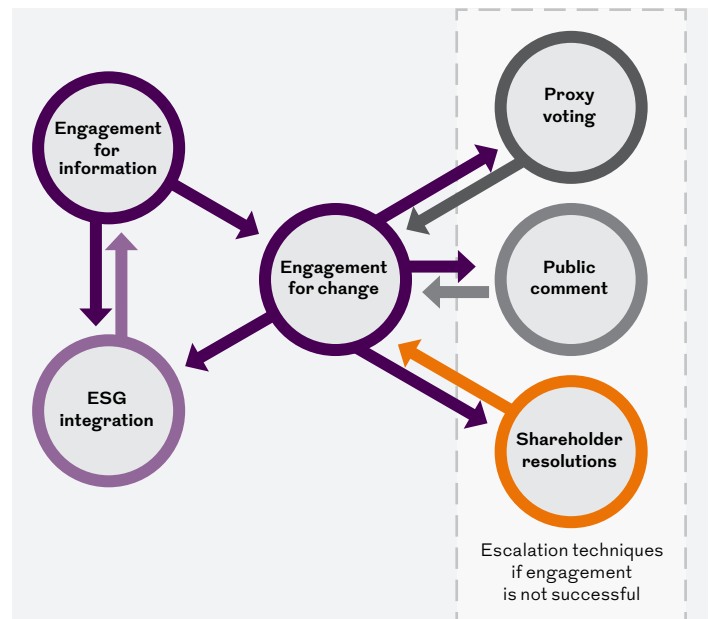 Engagement
for
information
ESG
integration
Engagement
for change
Proxy
voting
Public
comment
Shareholder
resolutions
Escalation techniques
if engagement
is not successful